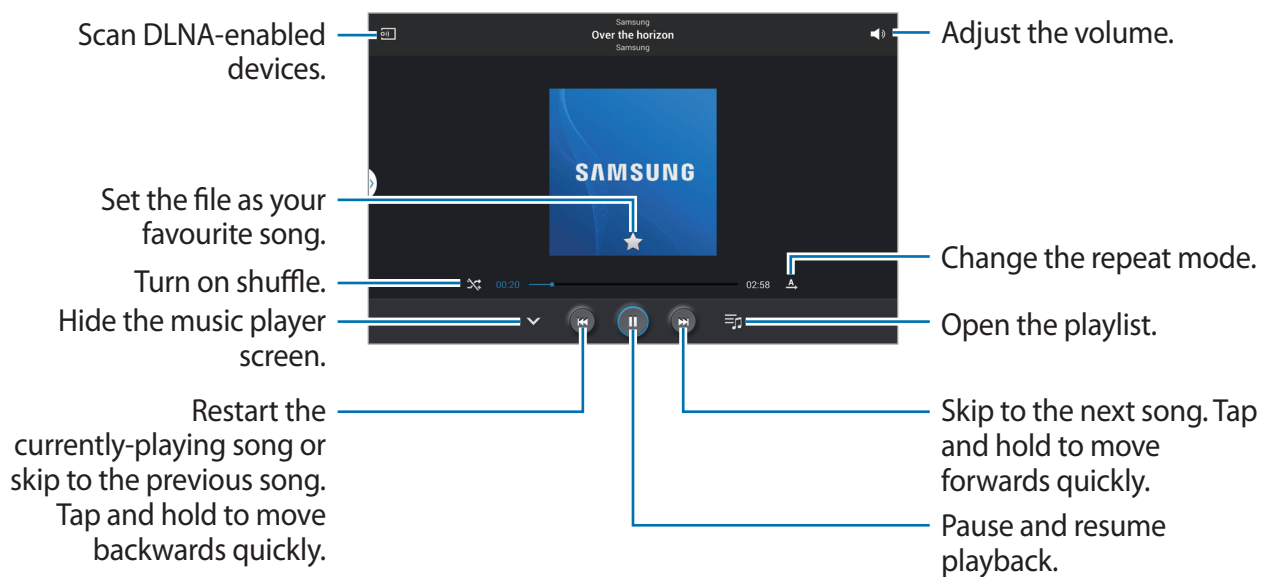 Scan DLNA-enabled
devices.
Samsung
Over the horizon
Samsung
Adjust the volume.
SAMSUNG
Set the file as your
favourite song.
Change the repeat mode.
Turn on shuffle.
00:20
02:58
A
Hide the music player
screen.
Open the playlist.
Restart the
currently-playing song or
skip to the previous song.
Tap and hold to move
backwards quickly.
Skip to the next song. Tap
and hold to move
forwards quickly.
Pause and resume
playback.